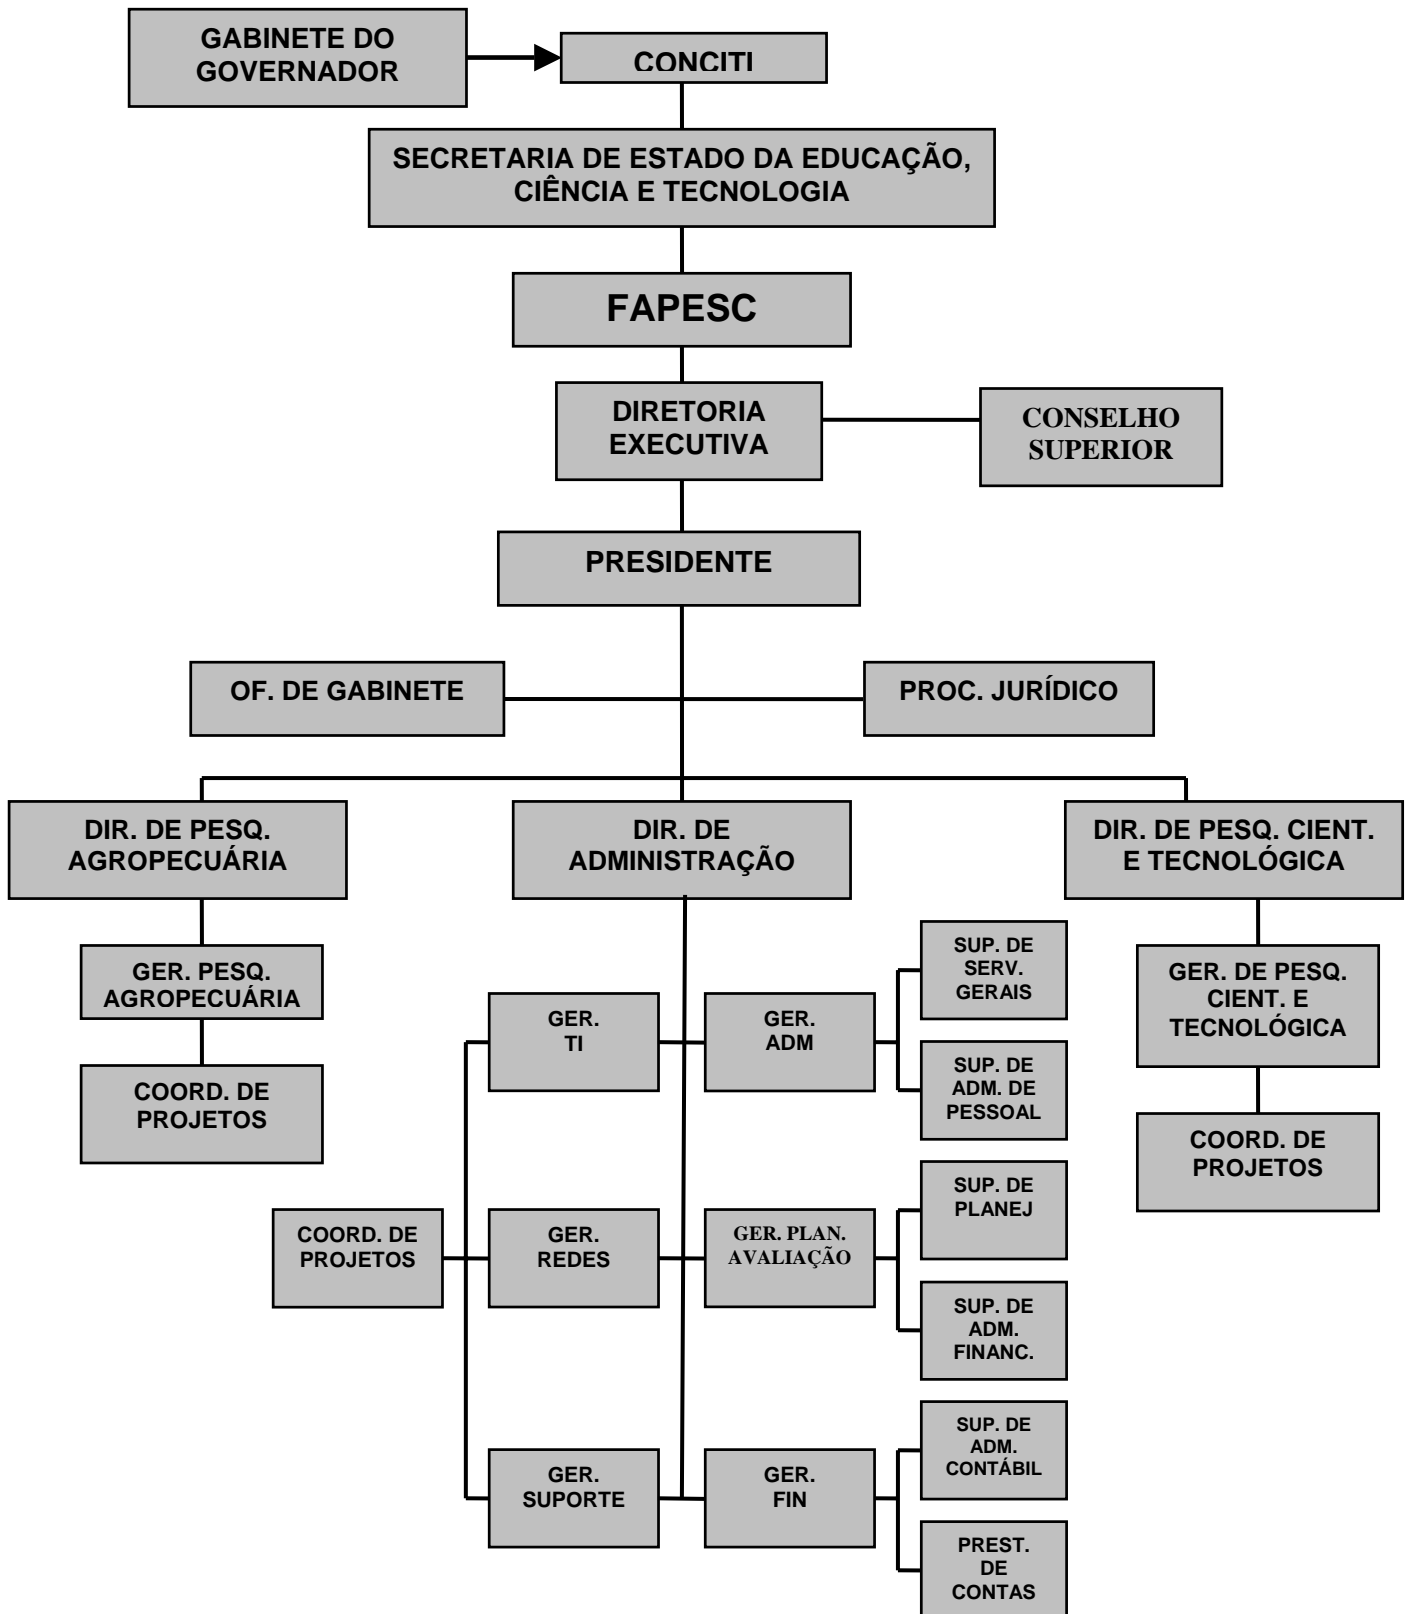 GABINETE DO
GOVERNADOR
CONCITI
SECRETARIA DE ESTADO DA EDUCAÇÃO,
CIÊNCIA E TECNOLOGIA
FAPESC
DIRETORIA
EXECUTIVA
CONSELHO
SUPERIOR
PRESIDENTE
OF. DE GABINETE
PROC. JURÍDICO
DIR. DE PESQ.
AGROPECUÁRIA
DIR. DE
ADMINISTRAÇÃO
DIR. DE PESQ. CIENT.
E TECNOLÓGICA
GER. PESQ.
AGROPECUÁRIA
COORD. DE
PROJETOS
GER.
TI
GER.
ADM
SUP. DE
SERV.
GERAIS
SUP. DE
ADM. DE
PESSOAL
GER. DE PESQ.
CIENT. E
TECNOLÓGICA
COORD. DE
PROJETOS
COORD. DE
PROJETOS
GER.
REDES
GER. PLAN.
AVALIAÇÃO
SUP. DE
PLANEJ
SUP. DE
ADM.
FINANC.
GER.
SUPORTE
GER.
FIN
SUP. DE
ADM.
CONTÁBIL
PREST.
DE
CONTAS